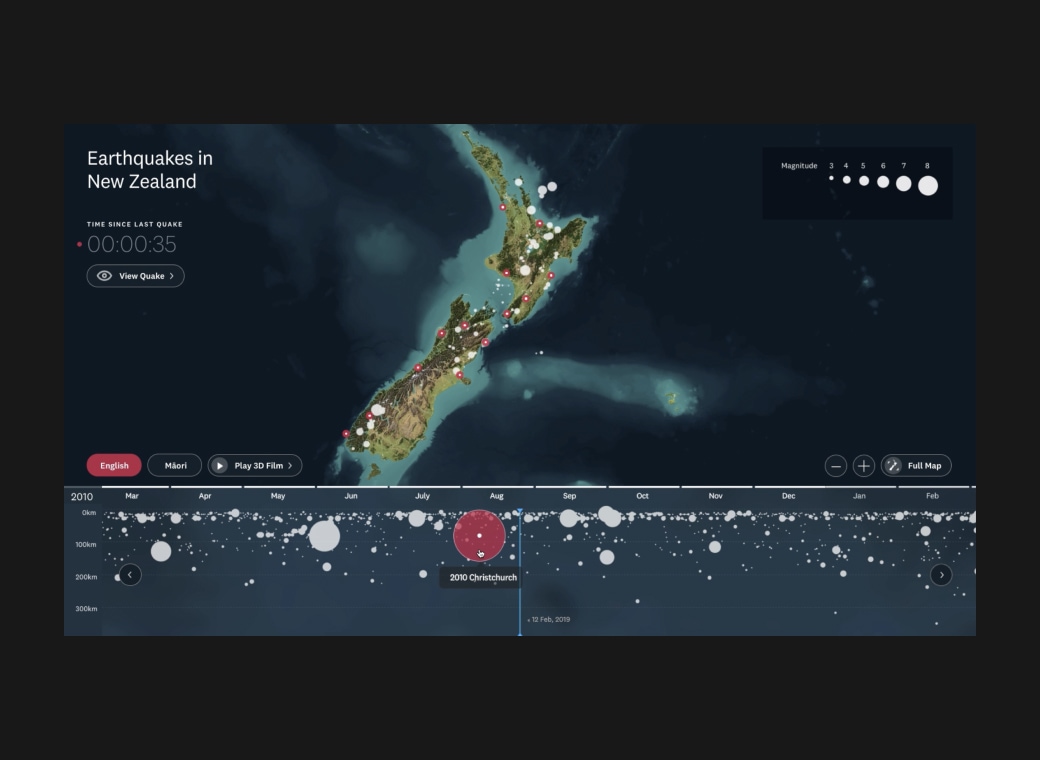 Earthquakes in
New Zealand
TIME SINCE LAST QUAKE
00:00:35
View Quake
Magnitude 3 4 5 6 7 8
English Māori Play 3D Film Full Map
2010 Mar Apr May Jun July Aug Sep Oct Nov Dec Jan Feb
0km
100km
200km
2010 Christchurch
300km
12 Feb, 2019